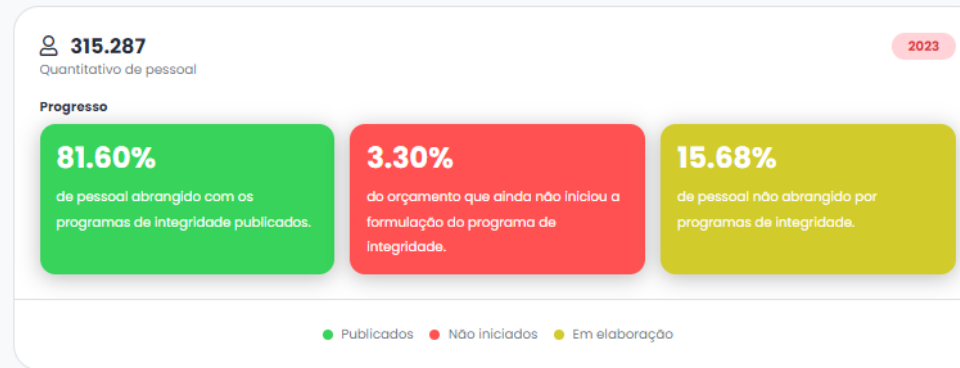 315.287
2023
Quantitativo de pessoal
Progresso
81.60%
de pessoal abrangido com os
programas de integridade publicados.
3.30%
do orçamento que ainda não iniciou a
formulação do programa de
integridade.
15.68%
de pessoal não abrangido por
programas de integridade.
Publicados
Não iniciados
Em elaboração